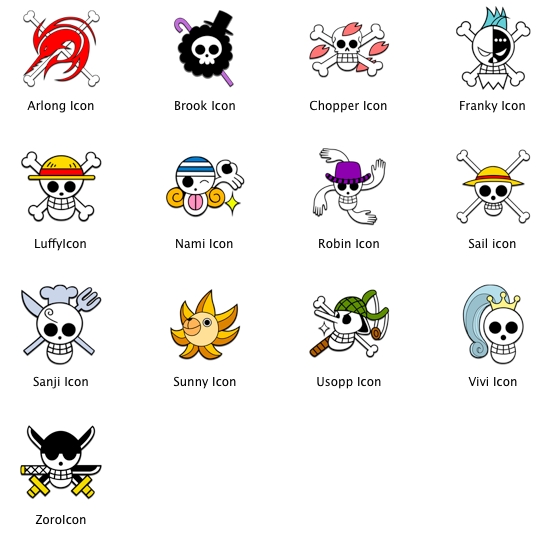 Arlong Icon
Brook Icon
Chopper Icon
Franky Icon
LuffyIcon
Nami Icon
Robin Icon
Sail icon
Sanji Icon
Sunny Icon
Usopp Icon
Vivi Icon
ZoroIcon